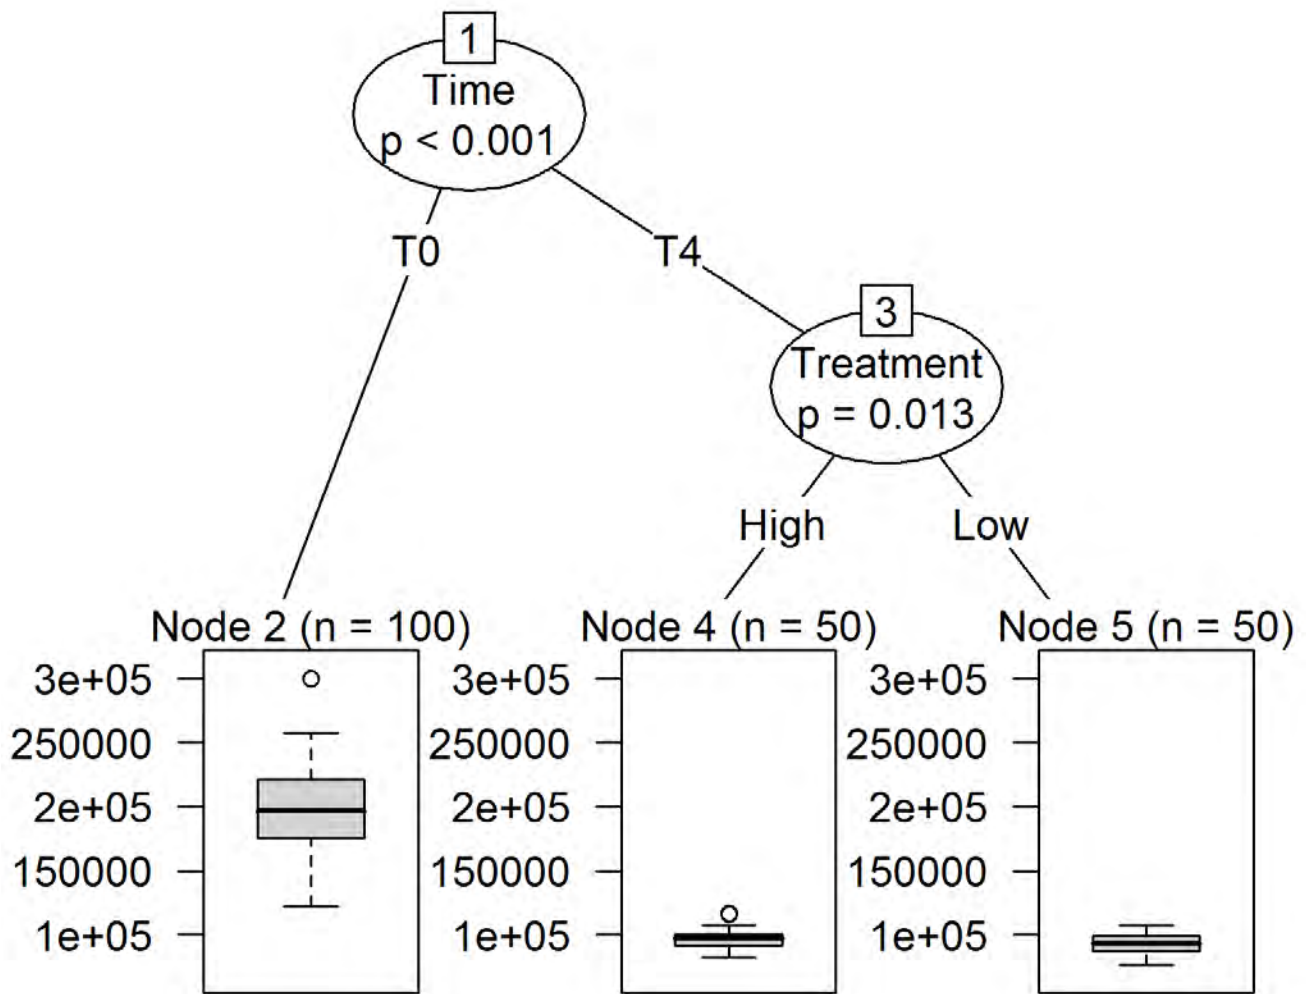 1
Time
p < 0.001
T0
T4
3
Treatment
p = 0.013
High
Low
Node 2 (n = 100)
3e+05
250000
2e+05
150000
1e+05
Node 4 (n = 50)
3e+05
250000
2e+05
150000
1e+05
Node 5 (n = 50)
3e+05
250000
2e+05
150000
1e+05